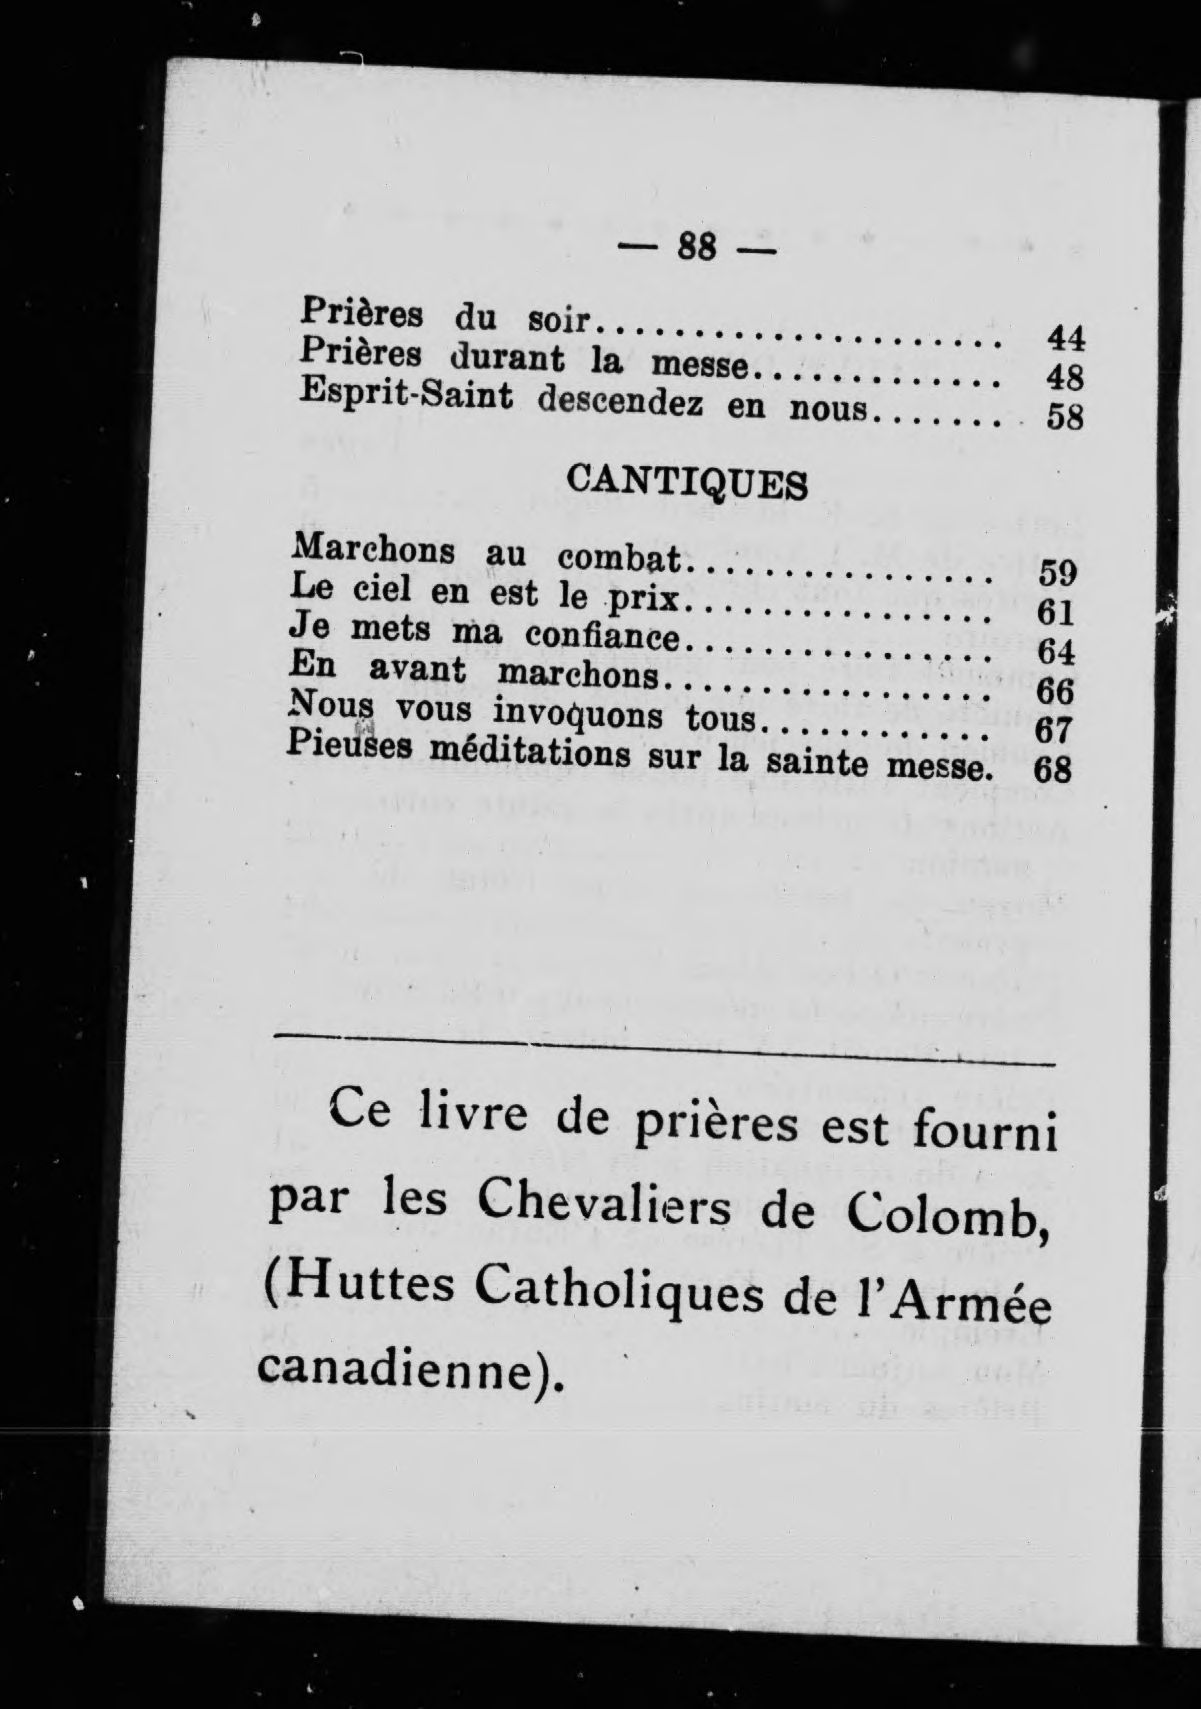 — 88 —
Prières du soir..................... 44
Prières durant la messe............. 48
Esprit-Saint descendez en nous....... 58
CANTIQUES
Marchons au combat................ 59
Le ciel en est le prix................ 61
Je mets ma confiance................ 64
En avant marchons................. 66
Nous vous invoquons tous............ 67
Pieuses méditations sur la sainte messe. 68
Ce livre de prières est fourni
par les Chevaliers de Colomb,
(Huttes Catholiques de l'Armée
canadienne).